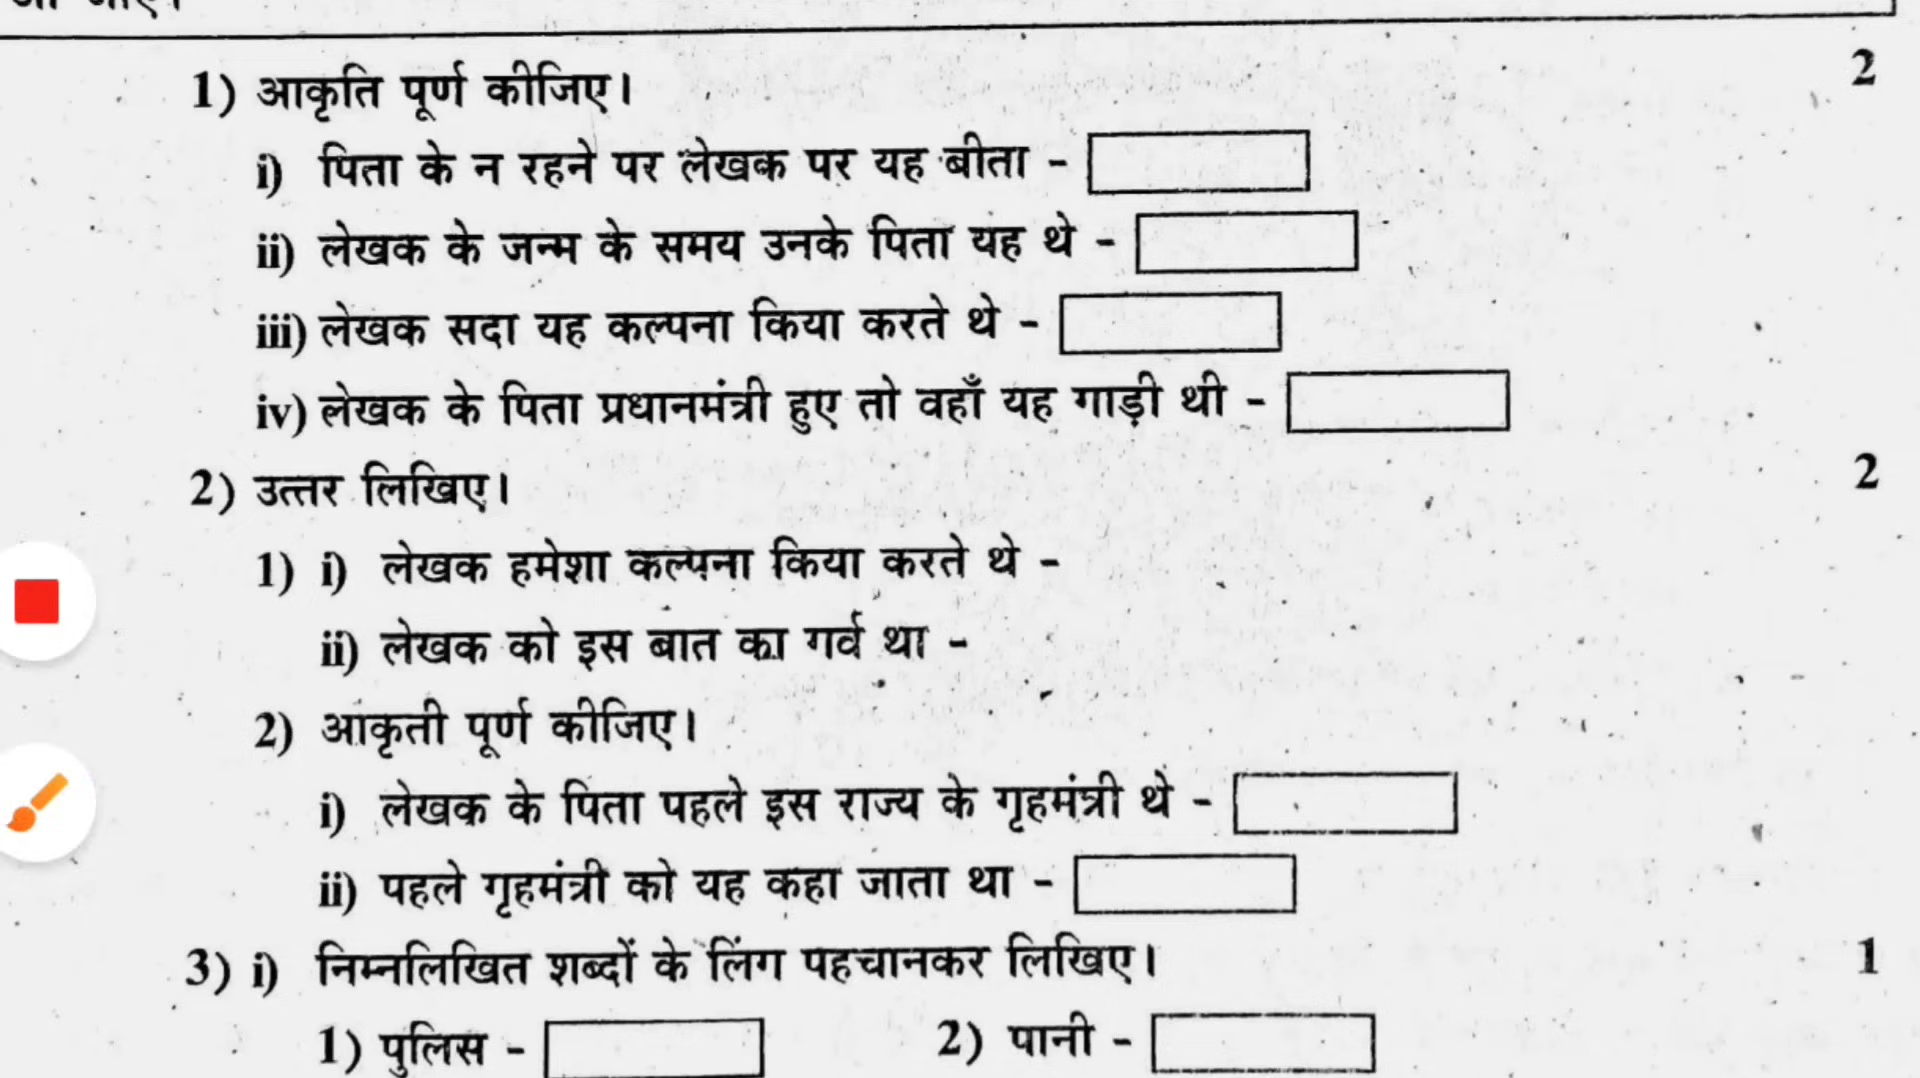 1) आकृति पूर्ण कीजिए। 2
i) पिता के न रहने पर लेखक पर यह बीता -
ii) लेखक के जन्म के समय उनके पिता यह थे -
iii) लेखक सदा यह कल्पना किया करते थे -
iv) लेखक के पिता प्रधानमंत्री हुए तो वहाँ यह गाड़ी थी -
2) उत्तर लिखिए। 2
1) i) लेखक हमेशा कल्पना किया करते थे -
ii) लेखक को इस बात का गर्व था -
2) आकृती पूर्ण कीजिए।
i) लेखक के पिता पहले इस राज्य के गृहमंत्री थे -
ii) पहले गृहमंत्री को यह कहा जाता था -
3) i) निम्नलिखित शब्दों के लिंग पहचानकर लिखिए। 1
1) पुलिस - 2) पानी -